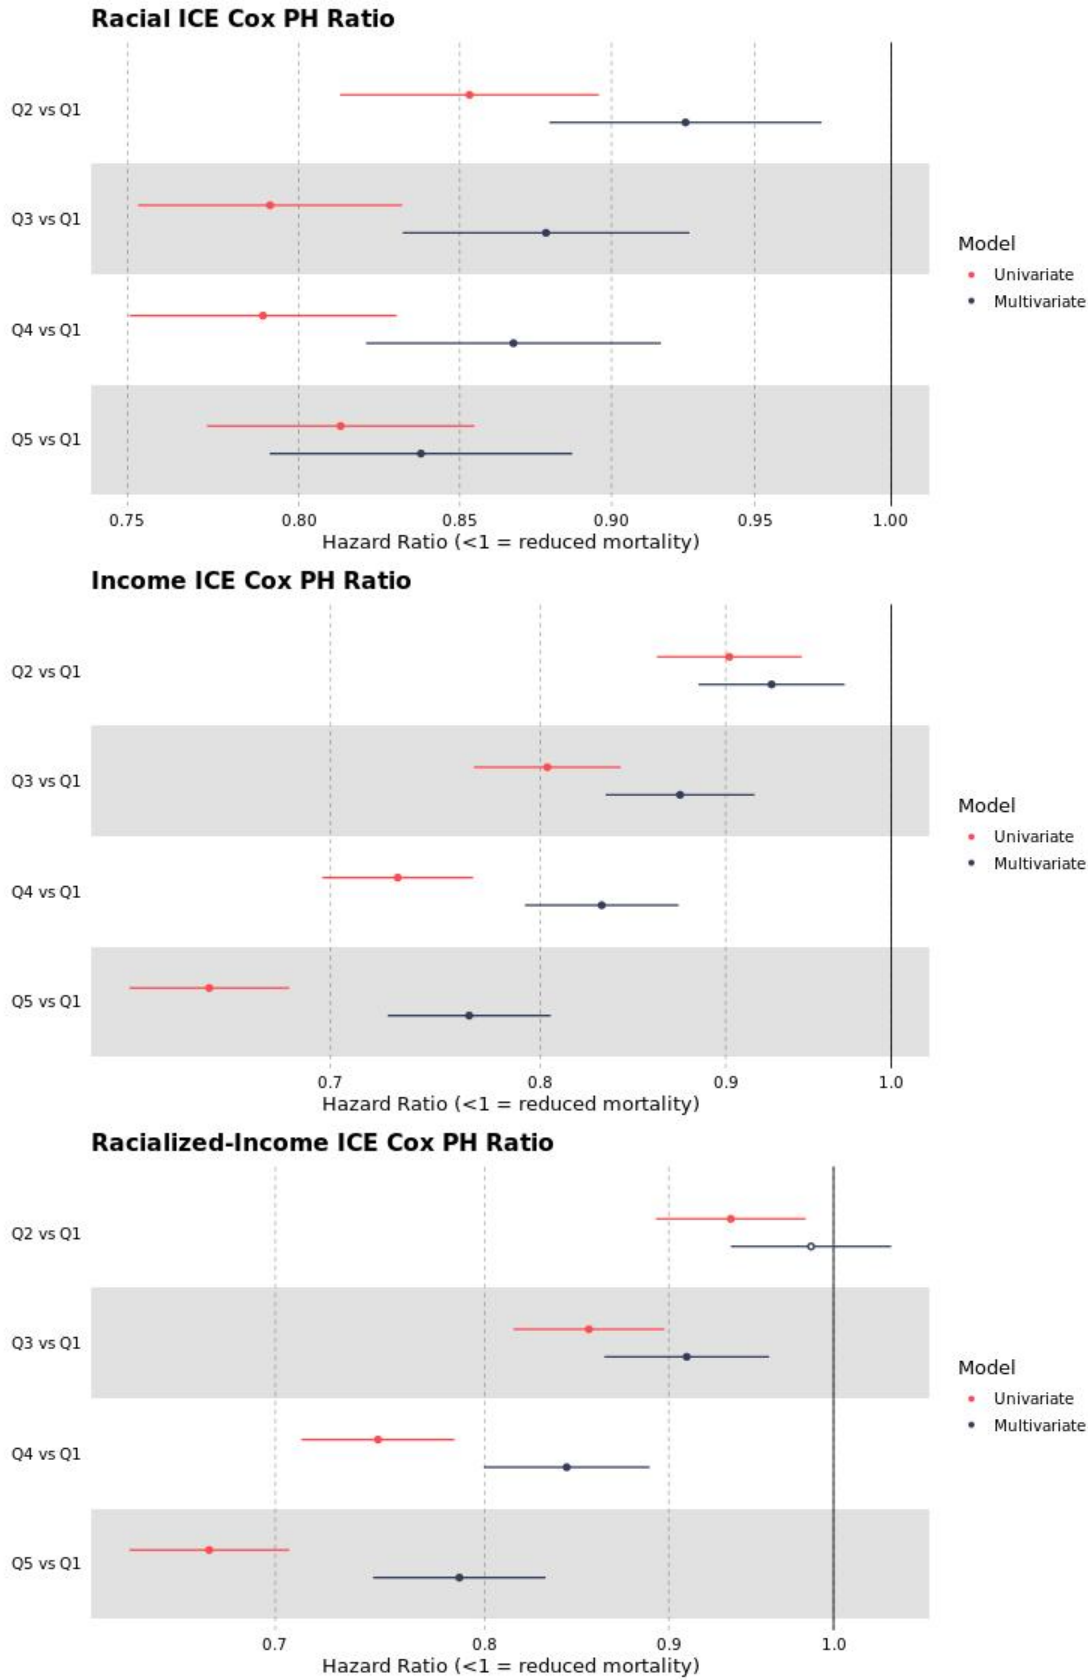 Racial ICE Cox PH Ratio
Q2 vs Q1
Q3 vs Q1
Q4 vs Q1
Q5 vs Q1
0.75 0.80 0.85 0.90 0.95 1.00
Hazard Ratio (<1 = reduced mortality)
Model
Univariate
Multivariate
Income ICE Cox PH Ratio
Q2 vs Q1
Q3 vs Q1
Q4 vs Q1
Q5 vs Q1
0.7 0.8 0.9 1.0
Hazard Ratio (<1 = reduced mortality)
Model
Univariate
Multivariate
Racialized-Income ICE Cox PH Ratio
Q2 vs Q1
Q3 vs Q1
Q4 vs Q1
Q5 vs Q1
0.7 0.8 0.9 1.0
Hazard Ratio (<1 = reduced mortality)
Model
Univariate
Multivariate